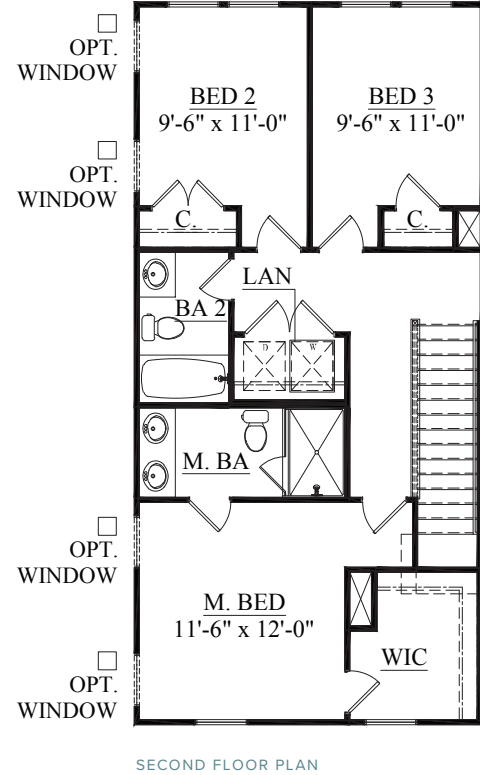 OPT.
WINDOW
BED 2
9'-6" x 11'-0"
BED 3
9'-6" x 11'-0"
OPT.
WINDOW
C.
C.
LAN
BA 2
D
W
M. BA
OPT.
WINDOW
M. BED
11'-6" x 12'-0"
WIC
OPT.
WINDOW
SECOND FLOOR PLAN